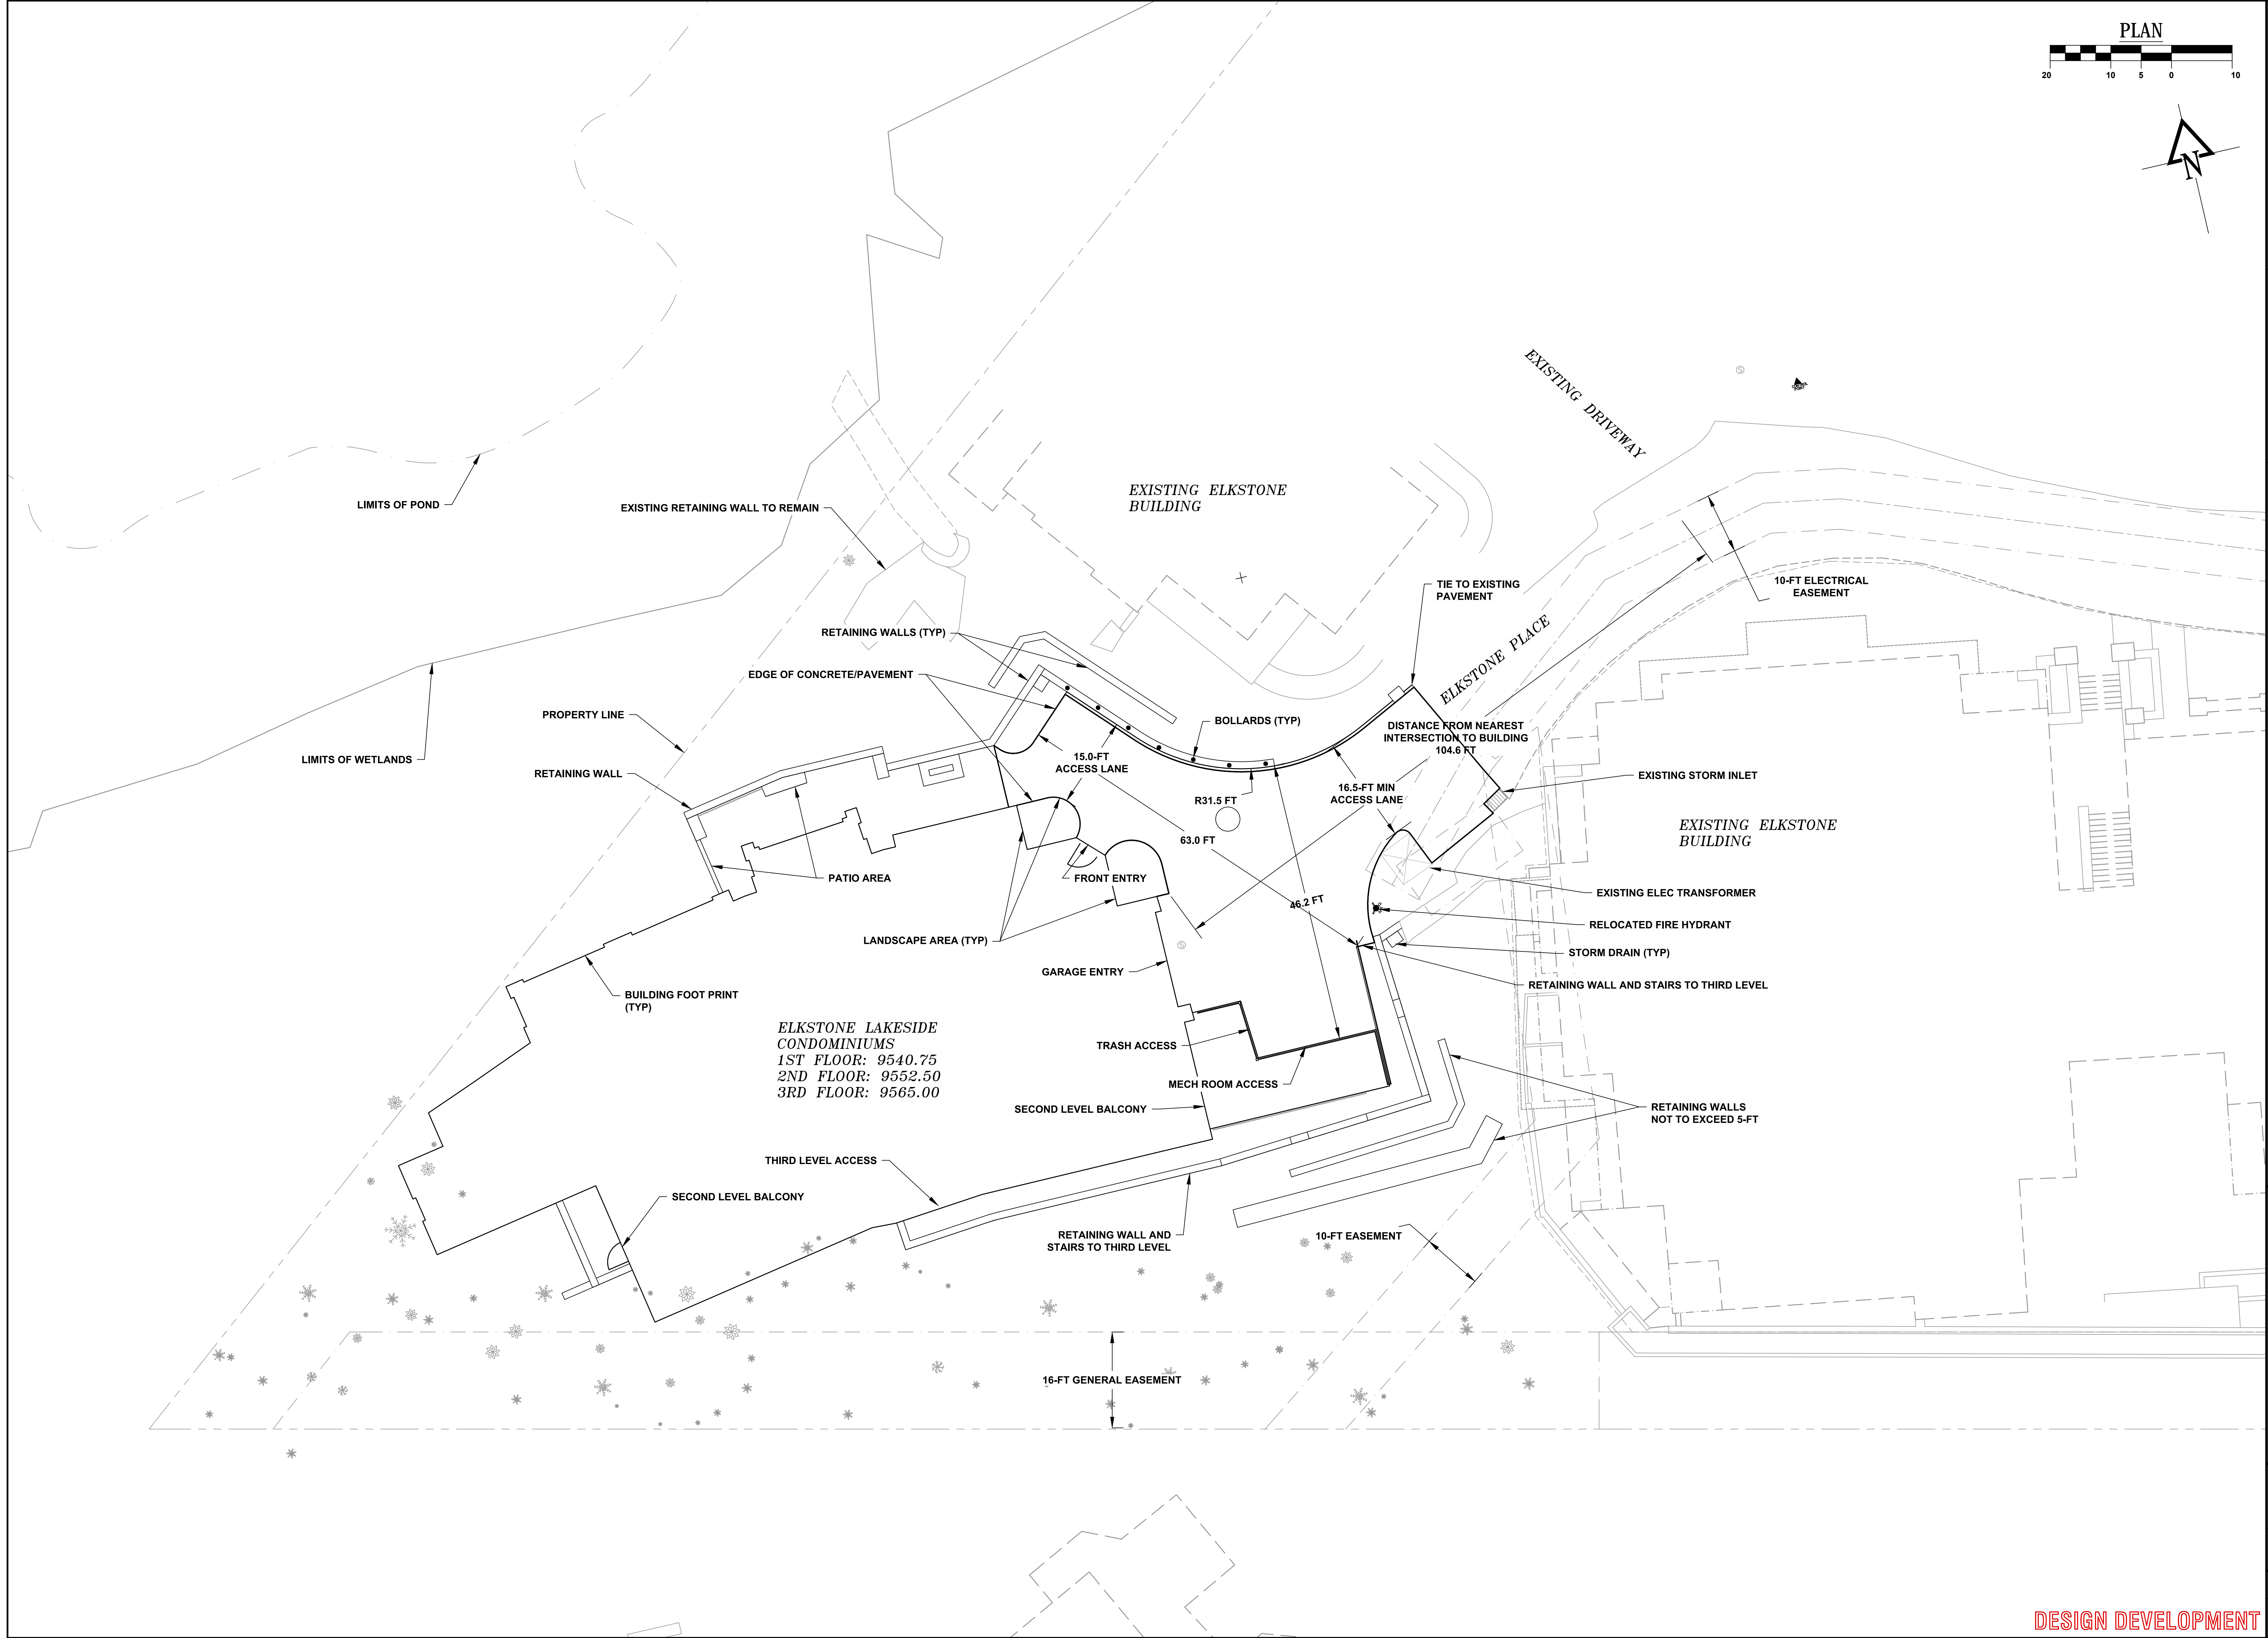 PLAN
20 10 5 0 10
N
EXISTING DRIVEWAY
LIMITS OF POND
EXISTING RETAINING WALL TO REMAIN
EXISTING ELKSTONE
BUILDING
TIE TO EXISTING
PAVEMENT
10-FT ELECTRICAL
EASEMENT
RETAINING WALLS (TYP)
ELKSTONE PLACE
EDGE OF CONCRETE/PAVEMENT
PROPERTY LINE
BOLLARDS (TYP)
DISTANCE FROM NEAREST
INTERSECTION TO BUILDING
104.6 FT
LIMITS OF WETLANDS
15.0-FT
ACCESS LANE
RETAINING WALL
EXISTING STORM INLET
16.5-FT MIN
ACCESS LANE
R31.5 FT
63.0 FT
EXISTING ELKSTONE
BUILDING
PATIO AREA
FRONT ENTRY
EXISTING ELEC TRANSFORMER
46.2 FT
RELOCATED FIRE HYDRANT
LANDSCAPE AREA (TYP)
STORM DRAIN (TYP)
GARAGE ENTRY
S
S
RETAINING WALL AND STAIRS TO THIRD LEVEL
BUILDING FOOT PRINT
(TYP)
ELKSTONE LAKESIDE
CONDOMINIUMS
1ST FLOOR: 9540.75
2ND FLOOR: 9552.50
3RD FLOOR: 9565.00
TRASH ACCESS
MECH ROOM ACCESS
SECOND LEVEL BALCONY
RETAINING WALLS
NOT TO EXCEED 5-FT
THIRD LEVEL ACCESS
SECOND LEVEL BALCONY
RETAINING WALL AND
STAIRS TO THIRD LEVEL
10-FT EASEMENT
16-FT GENERAL EASEMENT
DESIGN DEVELOPMENT